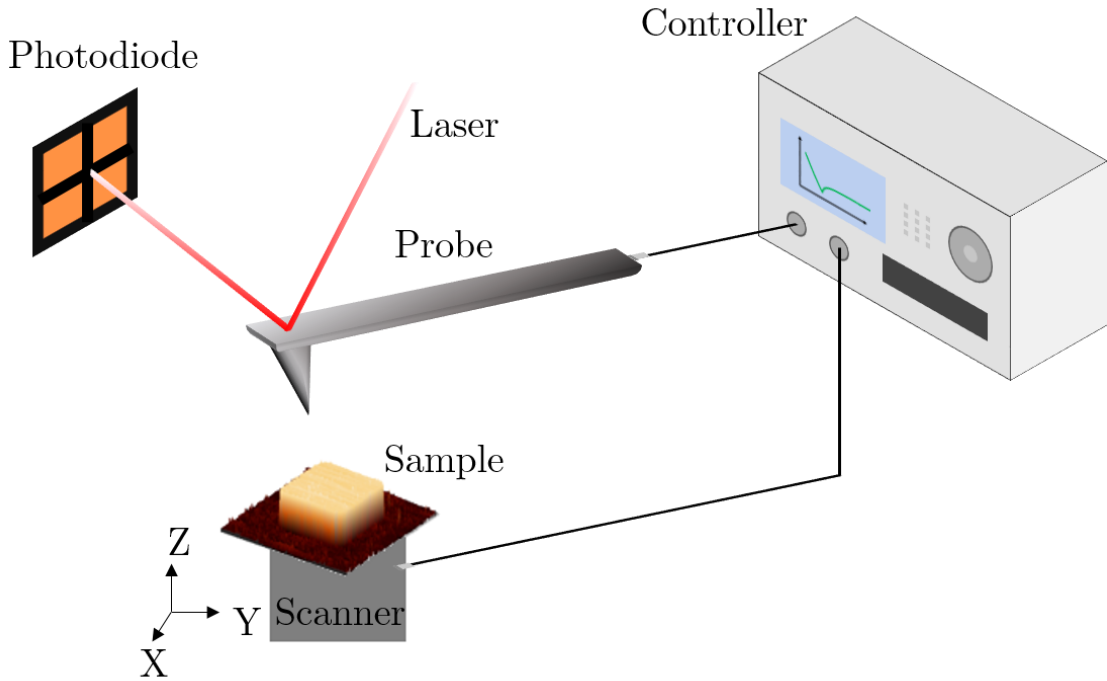 Controller
Photodiode
Laser
Probe
Sample
Z
Scanner
Y
X